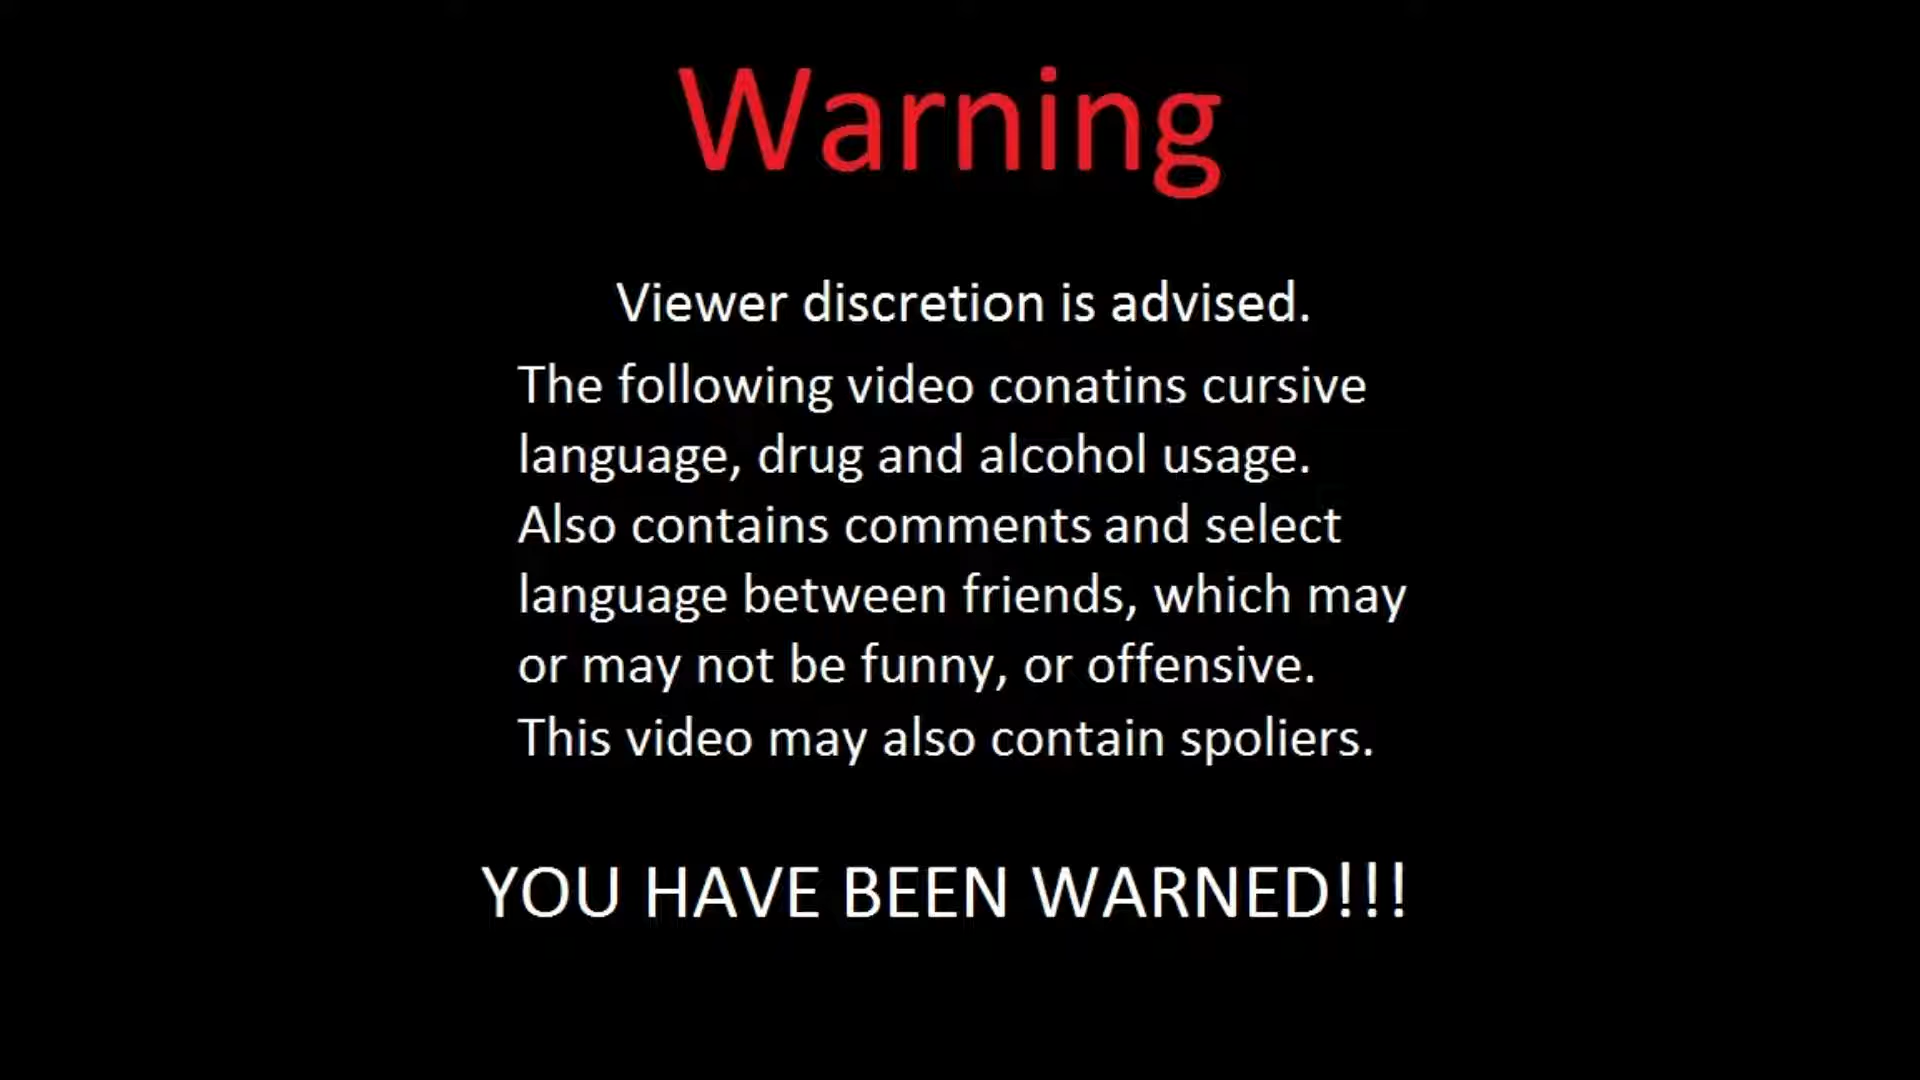 Warning
Viewer discretion is advised.
The following video conatins cursive
language, drug and alcohol usage.
Also contains comments and select
language between friends, which may
or may not be funny, or offensive.
This video may also contain spoliers.
YOU HAVE BEEN WARNED!!!